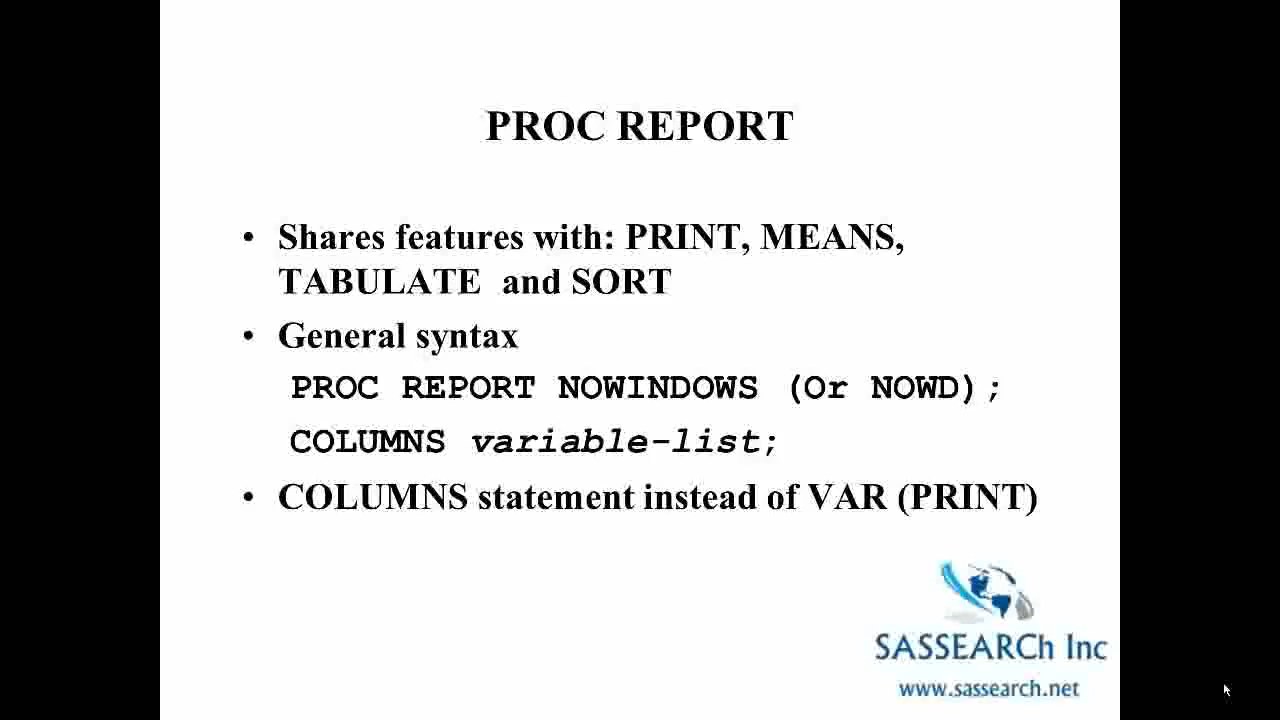 PROC REPORT
• Shares features with: PRINT, MEANS,
TABULATE and SORT
• General syntax
PROC REPORT NOWINDOWS (Or NOWD);
COLUMNS variable-list;
• COLUMNS statement instead of VAR (PRINT)
SASSEARCh Inc
www.sassearch.net